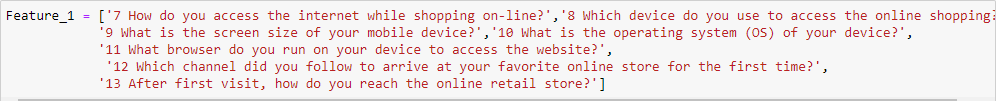 Feature_1 = ['7 How do you access the internet while shopping on-line?','8 Which device do you use to access the online shopping?
'9 What is the screen size of your mobile device?','10 What is the operating system (OS) of your device?',
'11 What browser do you run on your device to access the website?',
'12 Which channel did you follow to arrive at your favorite online store for the first time?',
'13 After first visit, how do you reach the online retail store?']